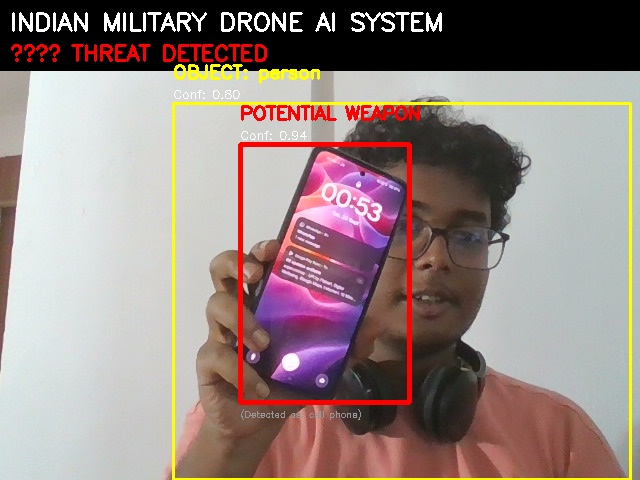 INDIAN MILITARY DRONE AI SYSTEM
???? THREAT DETECTED
OBJECT: person
Conf: 0.80
POTENTIAL WEAPON
Conf: 0.94
00:53
(Detected as: cell phone)